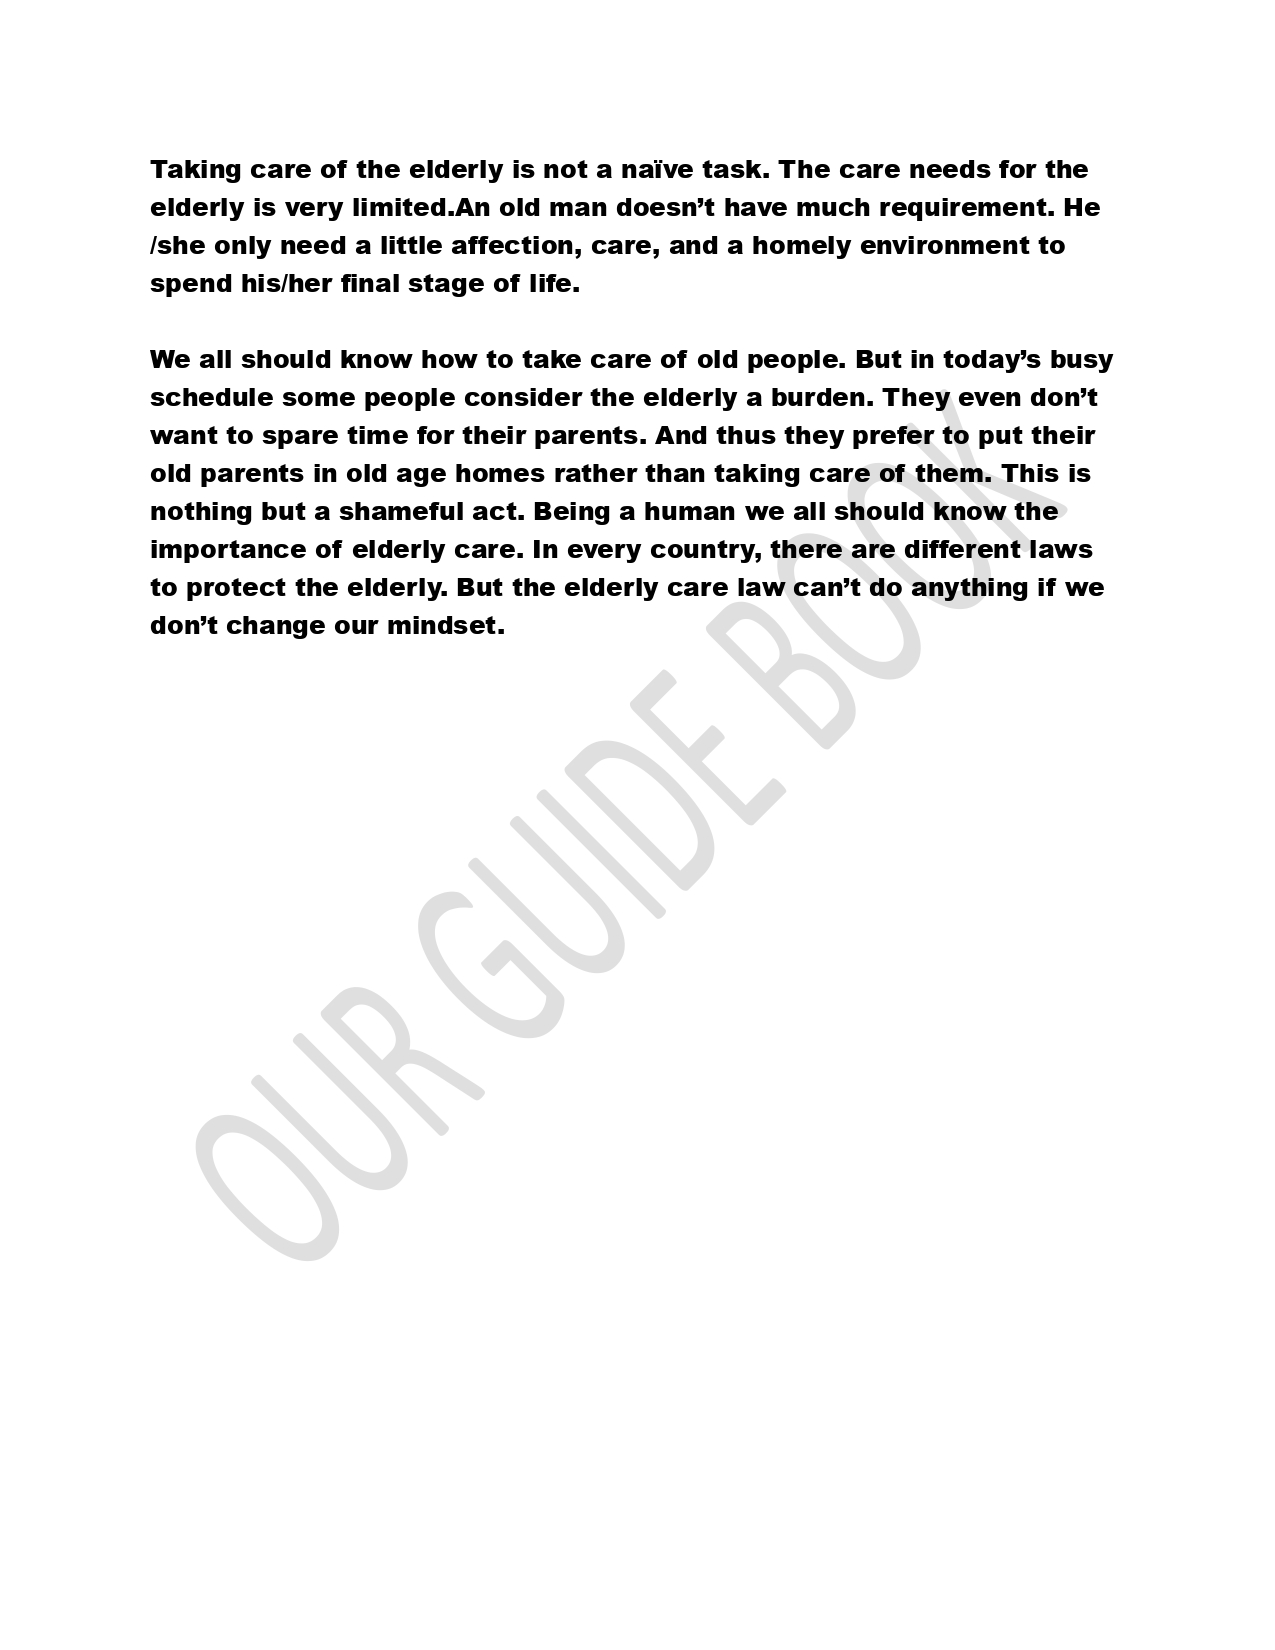 Taking care of the elderly is not a naïve task. The care needs for the
elderly is very limited.An old man doesn’t have much requirement. He
/she only need a little affection, care, and a homely environment to
spend his/her final stage of life.
We all should know how to take care of old people. But in today’s busy
schedule some people consider the elderly a burden. They even don’t
want to spare time for their parents. And thus they prefer to put their
old parents in old age homes rather than taking care of them. This is
nothing but a shameful act. Being a human we all should know the
importance of elderly care. In every country, there are different laws
to protect the elderly. But the elderly care law can’t do anything if we
don’t change our mindset.
OUR GUIDE BOOK